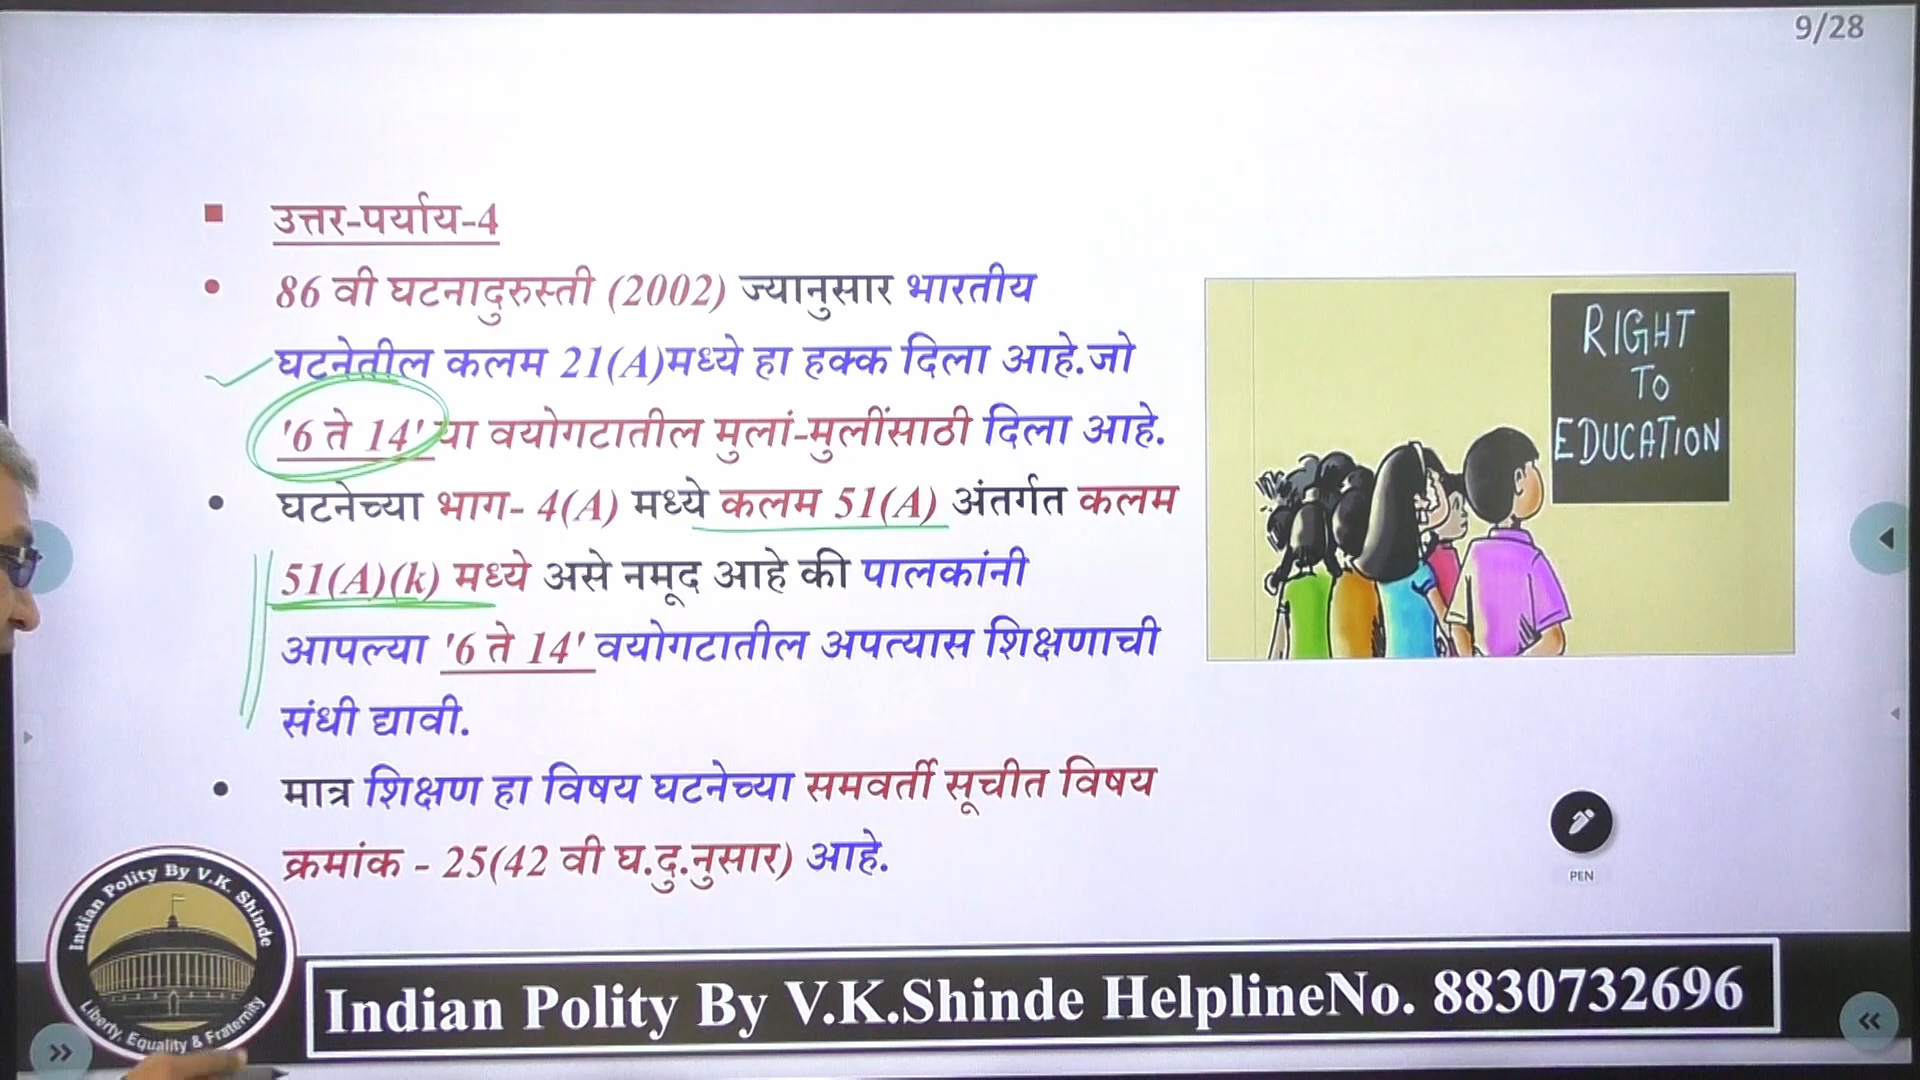 9/28
उत्तर-पर्याय-4
86 वी घटनादुरुस्ती (2002) ज्यानुसार भारतीय
घटनेतील कलम 21(A)मध्ये हा हक्क दिला आहे.जो
'6 ते 14' या वयोगटातील मुलां-मुलींसाठी दिला आहे.
घटनेच्या भाग- 4(A) मध्ये कलम 51(A) अंतर्गत कलम
51(A)(k) मध्ये असे नमूद आहे की पालकांनी
आपल्या '6 ते 14' वयोगटातील अपत्यास शिक्षणाची
संधी द्यावी.
मात्र शिक्षण हा विषय घटनेच्या समवर्ती सूचीत विषय
क्रमांक - 25(42 वी घ.दु.नुसार) आहे.
RIGHT
TO
EDUCATION
PEN
Indian Polity By V.K. Shinde
Liberty, Equality & Fraternity
Indian Polity By V.K.Shinde HelplineNo. 8830732696